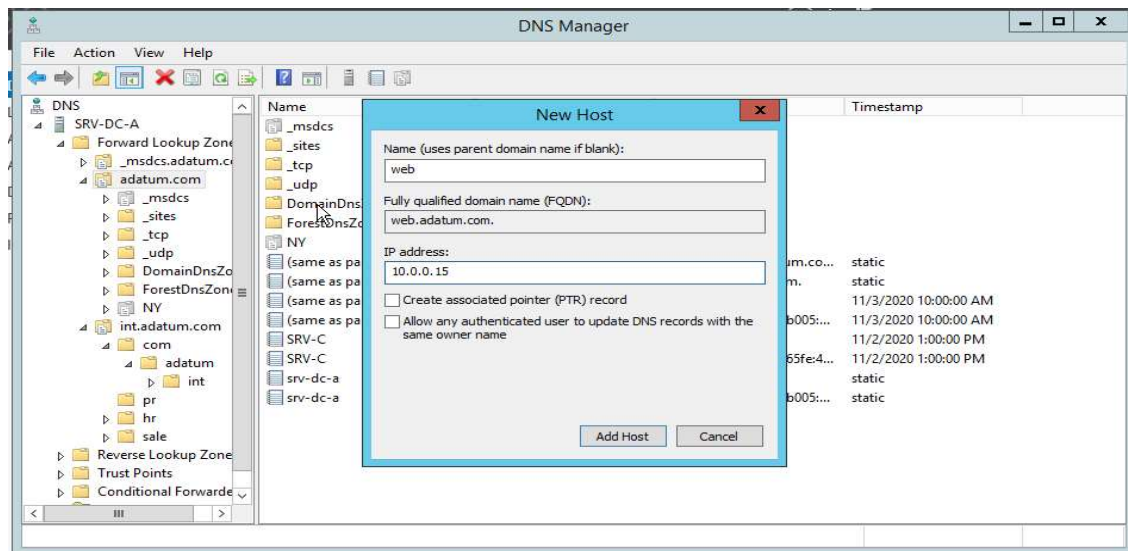 DNS Manager
File Action View Help
DNS
SRV-DC-A
Forward Lookup Zone
_msdcs.adatum.c
adatum.com
_msdcs
_sites
_tcp
_udp
DomainDnsZo
ForestDnsZon
NY
int.adatum.com
com
adatum
int
pr
hr
sale
Reverse Lookup Zone
Trust Points
Conditional Forwarde
Name Timestamp
_msdcs
_sites
_tcp
_udp
DomainDns
ForestDnsZo
NY
(same as pa um.co... static
(same as pa m. static
(same as pa 11/3/2020 10:00:00 AM
(same as pa b005:... 11/3/2020 10:00:00 AM
SRV-C 11/2/2020 1:00:00 PM
SRV-C 65fe:4... 11/2/2020 1:00:00 PM
srv-dc-a static
srv-dc-a b005:... static
New Host
Name (uses parent domain name if blank):
web
Fully qualified domain name (FQDN):
web.adatum.com.
IP address:
10.0.0.15
Create associated pointer (PTR) record
Allow any authenticated user to update DNS records with the
same owner name
Add Host Cancel